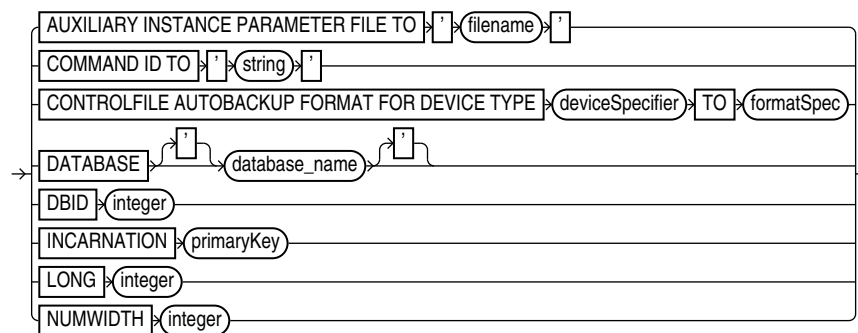 AUXILIARY INSTANCE PARAMETER FILE TO ' filename '
COMMAND ID TO ' string '
CONTROLFILE AUTOBACKUP FORMAT FOR DEVICE TYPE deviceSpecifier TO formatSpec
DATABASE ' database_name '
DBID integer
INCARNATION primaryKey
LONG integer
NUMWIDTH integer